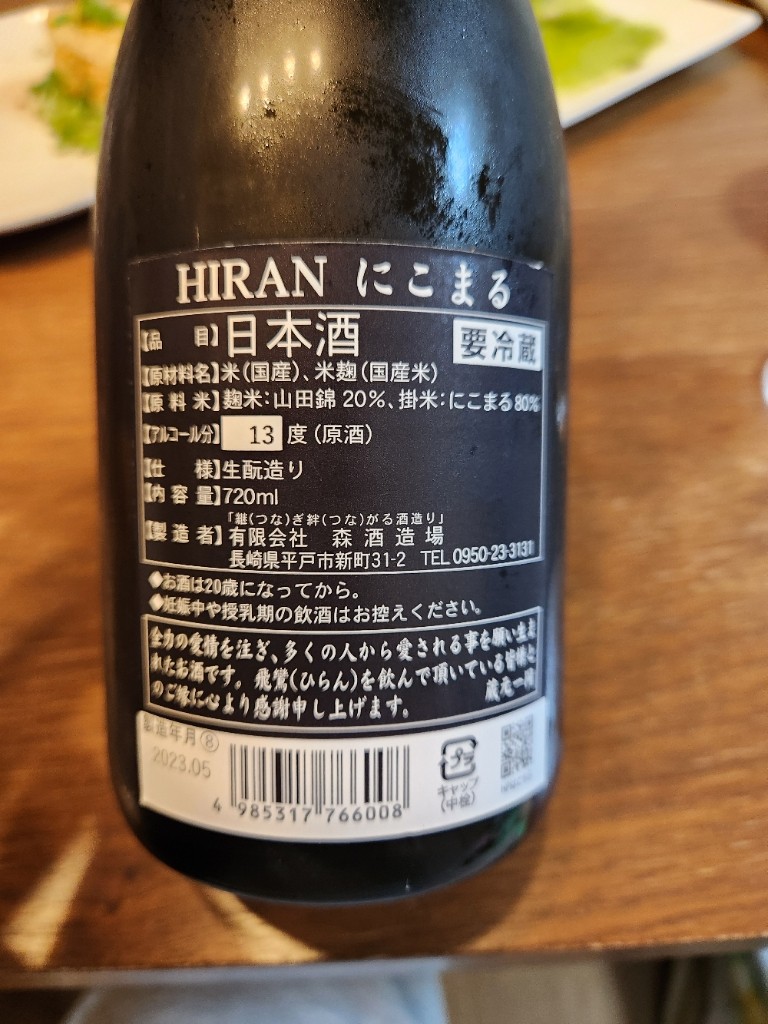 HIRAN にこまる
【品 目】日本酒 要冷蔵
【原材料名】米(国産)、米麹(国産米)
【原 料 米】麹米:山田錦 20%、掛米:にこまる80%
【アルコール分】 13 度 (原酒)
【仕 様】生酛造り
【内 容 量】720ml
「継(つな)ぎ絆(つな)がる酒造り」
【製 造 者】有限会社 森 酒 造 場
長崎県平戸市新町31-2 TEL 0950-23-3131
◆お酒は20歳になってから。
◆妊娠中や授乳期の飲酒はお控えください。
全力の愛情を注ぎ、多くの人から愛される事を願い生ま
れたお酒です。飛鸞(ひらん)を飲んで頂いている皆様と
のご縁に心より感謝申し上げます。 蔵元一同
製造年月⑧
2023.05
4 985317 766008
プラ
キャップ
(中栓)